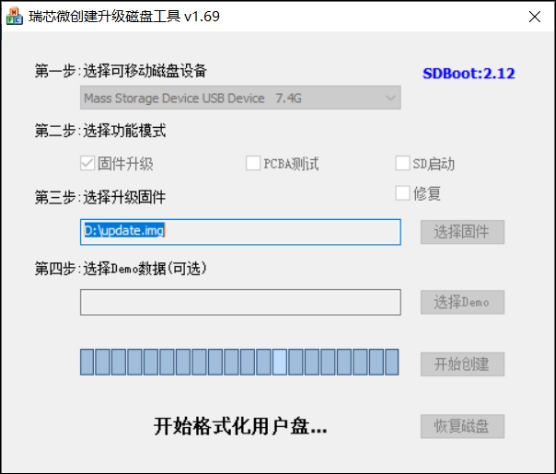 瑞芯微创建升级磁盘工具 v1.69
第一步:选择可移动磁盘设备
SDBoot:2.12
Mass Storage Device USB Device 7.4G
第二步:选择功能模式
固件升级 PCBA测试 SD启动
修复
第三步:选择升级固件
D:\update.img 选择固件
第四步:选择Demo数据(可选)
选择Demo
开始创建
开始格式化用户盘... 恢复磁盘